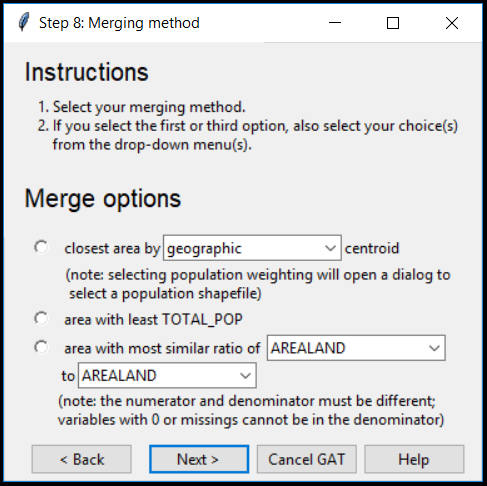 Step 8: Merging method
Instructions
1. Select your merging method.
2. If you select the first or third option, also select your choice(s)
from the drop-down menu(s).
Merge options
closest area by geographic centroid
(note: selecting population weighting will open a dialog to
select a population shapefile)
area with least TOTAL_POP
area with most similar ratio of AREALAND
to AREALAND
(note: the numerator and denominator must be different;
variables with 0 or missings cannot be in the denominator)
< Back Next > Cancel GAT Help